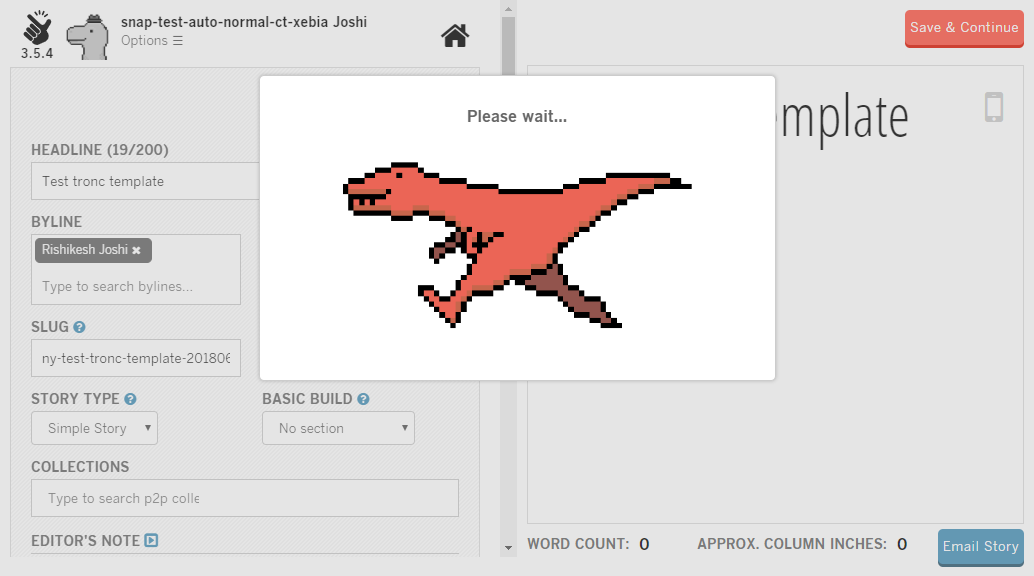 snap-test-auto-normal-ct-xebia Joshi
Options
3.5.4
Save & Continue
Please wait...
HEADLINE (19/200)
Test tronc template
BYLINE
Rishikesh Joshi
Type to search bylines...
SLUG
ny-test-tronc-template-201806
STORY TYPE
BASIC BUILD
Simple Story
No section
COLLECTIONS
Type to search p2p colle
EDITOR'S NOTE
mplate
WORD COUNT: 0
APPROX. COLUMN INCHES: 0
Email Story